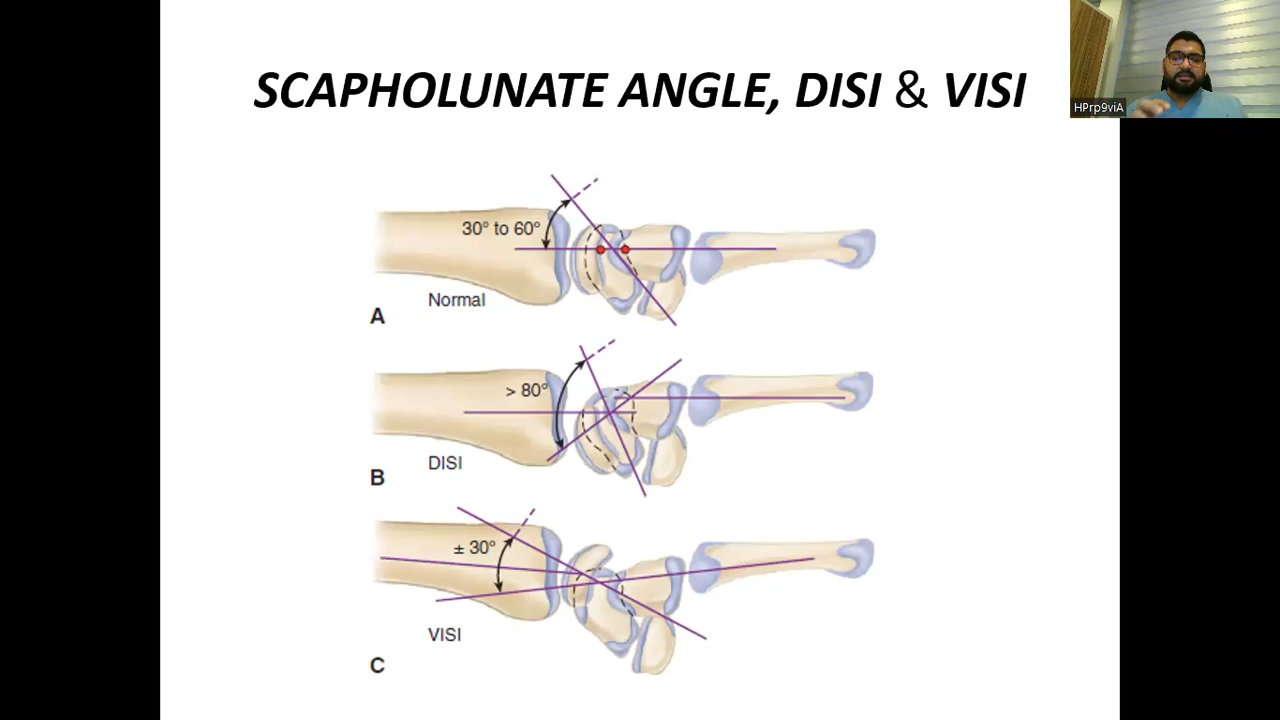 SCAPHOLUNATE ANGLE, DISI & VISI
HPrp9viA
30° to 60°
Normal
A
> 80°
DISI
B
± 30°
VISI
C